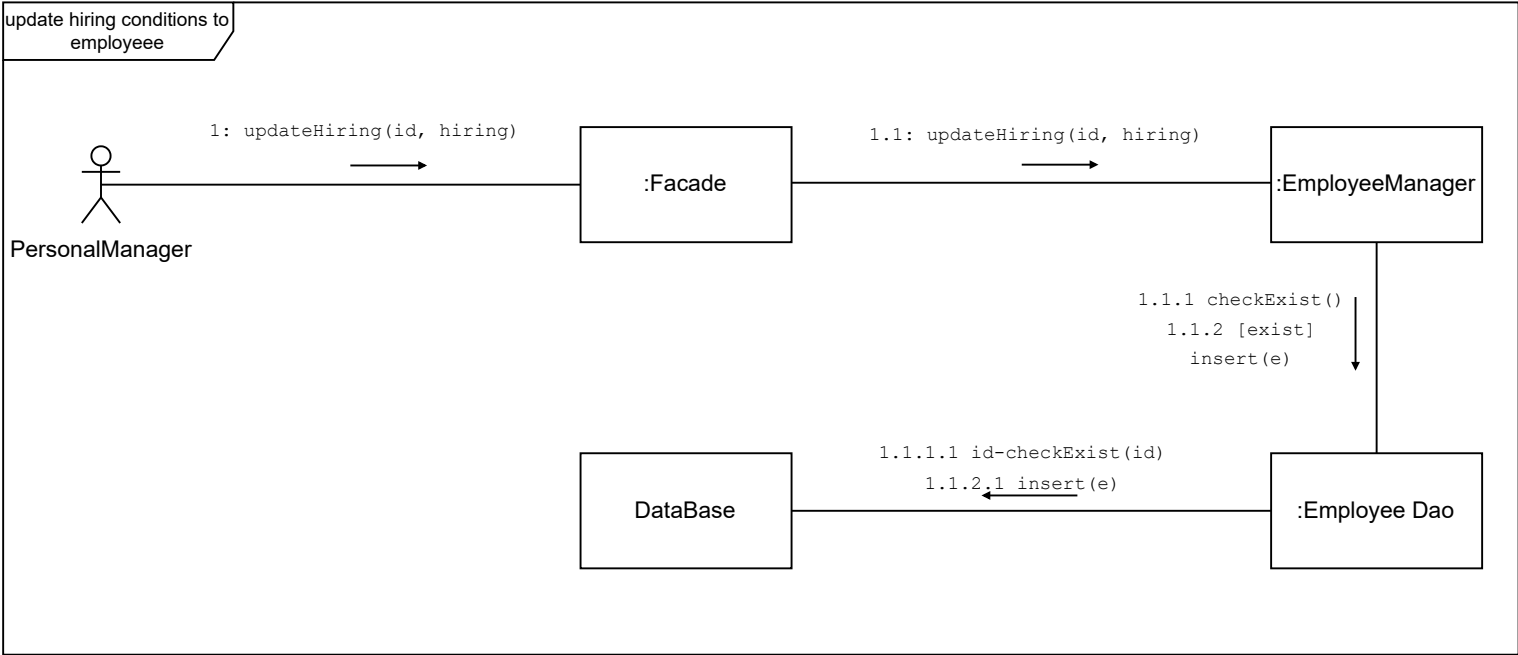 update hiring conditions to
employeee
1: updateHiring(id, hiring)
1.1: updateHiring(id, hiring)
:Facade
:EmployeeManager
PersonalManager
1.1.1 checkExist()
1.1.2 [exist]
insert(e)
1.1.1.1 id-checkExist(id)
1.1.2.1 insert(e)
DataBase
:Employee Dao